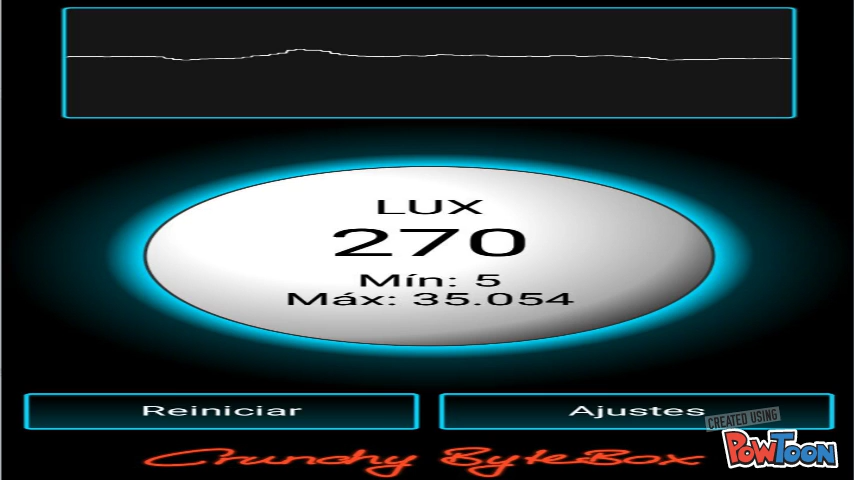 LUX
270
Mín: 5
Máx: 35.054
Reiniciar
Ajustes
CREATED USING
POWTOON
Crunchy ByteBox